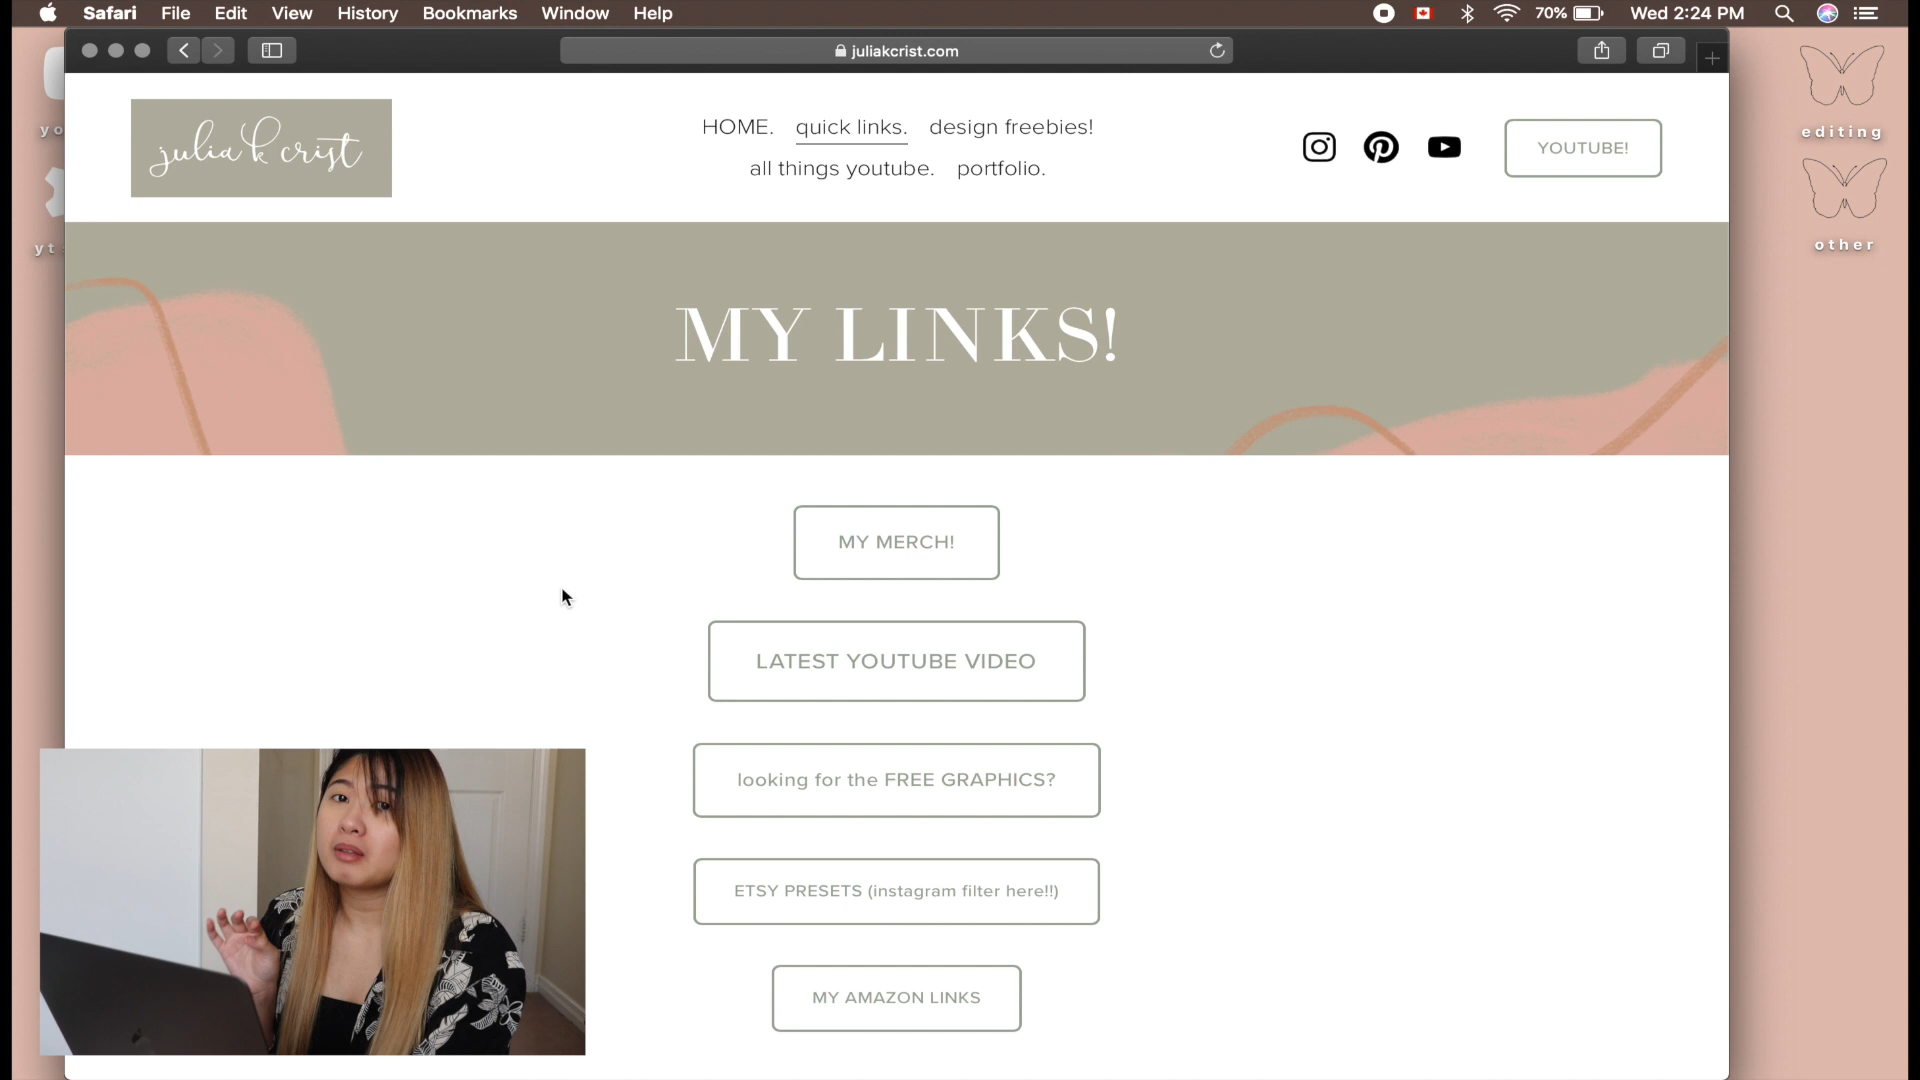 Safari File Edit View History Bookmarks Window Help 70% Wed 2:24 PM
juliakcrist.com
julia k crist
HOME. quick links. design freebies!
all things youtube. portfolio.
YOUTUBE!
MY LINKS!
MY MERCH!
LATEST YOUTUBE VIDEO
looking for the FREE GRAPHICS?
ETSY PRESETS (instagram filter here!!)
MY AMAZON LINKS
editing
other